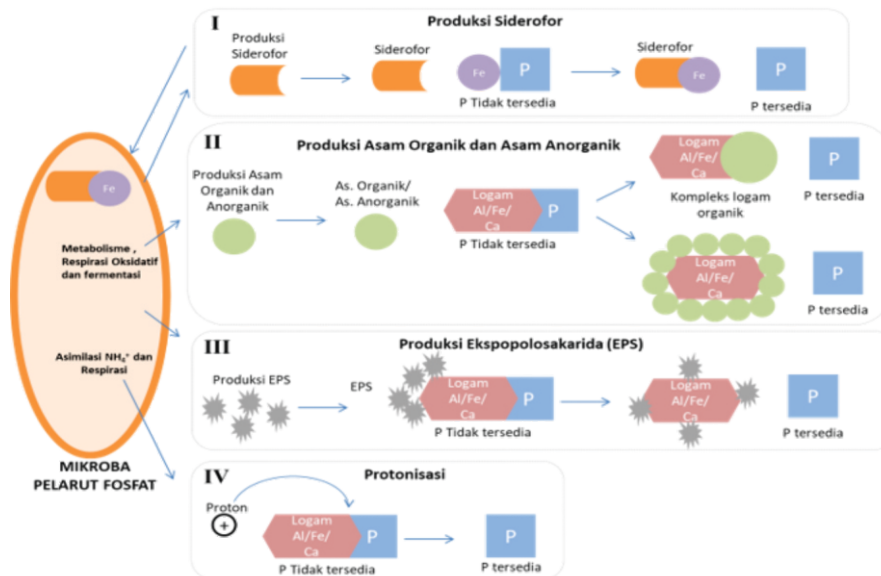 I
Produksi Siderofor
Produksi
Siderofor
Siderofor
Fe
P
P Tidak tersedia
Siderofor
Fe
P
P tersedia
II
Produksi Asam Organik dan Asam Anorganik
Produksi Asam
Organik dan
Anorganik
As. Organik/
As. Anorganik
Logam
Al/Fe/
Ca
P
P Tidak tersedia
Logam
Al/Fe/
Ca
Kompleks logam
organik
P
P tersedia
Logam
Al/Fe/
Ca
P
P tersedia
III
Produksi Ekspopolosakarida (EPS)
Produksi EPS
EPS
Logam
Al/Fe/
Ca
P
P Tidak tersedia
Logam
Al/Fe/
Ca
P
P tersedia
IV
Protonisasi
Proton
+
Logam
Al/Fe/
Ca
P
P Tidak tersedia
P
P tersedia
Fe
Metabolisme ,
Respirasi Oksidatif
dan fermentasi
Asimilasi NH₄⁺ dan
Respirasi
MIKROBA
PELARUT FOSFAT